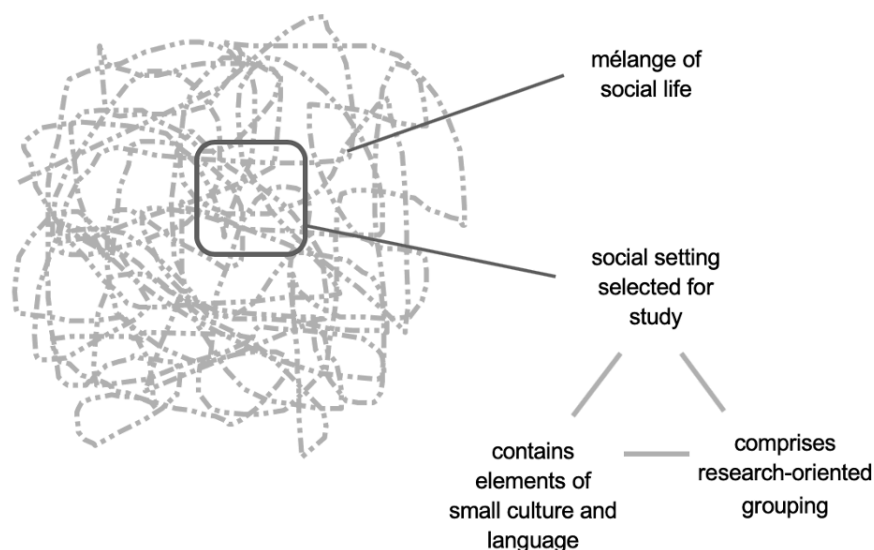 mélange of
social life
social setting
selected for
study
contains
elements of
small culture and
language
comprises
research-oriented
grouping